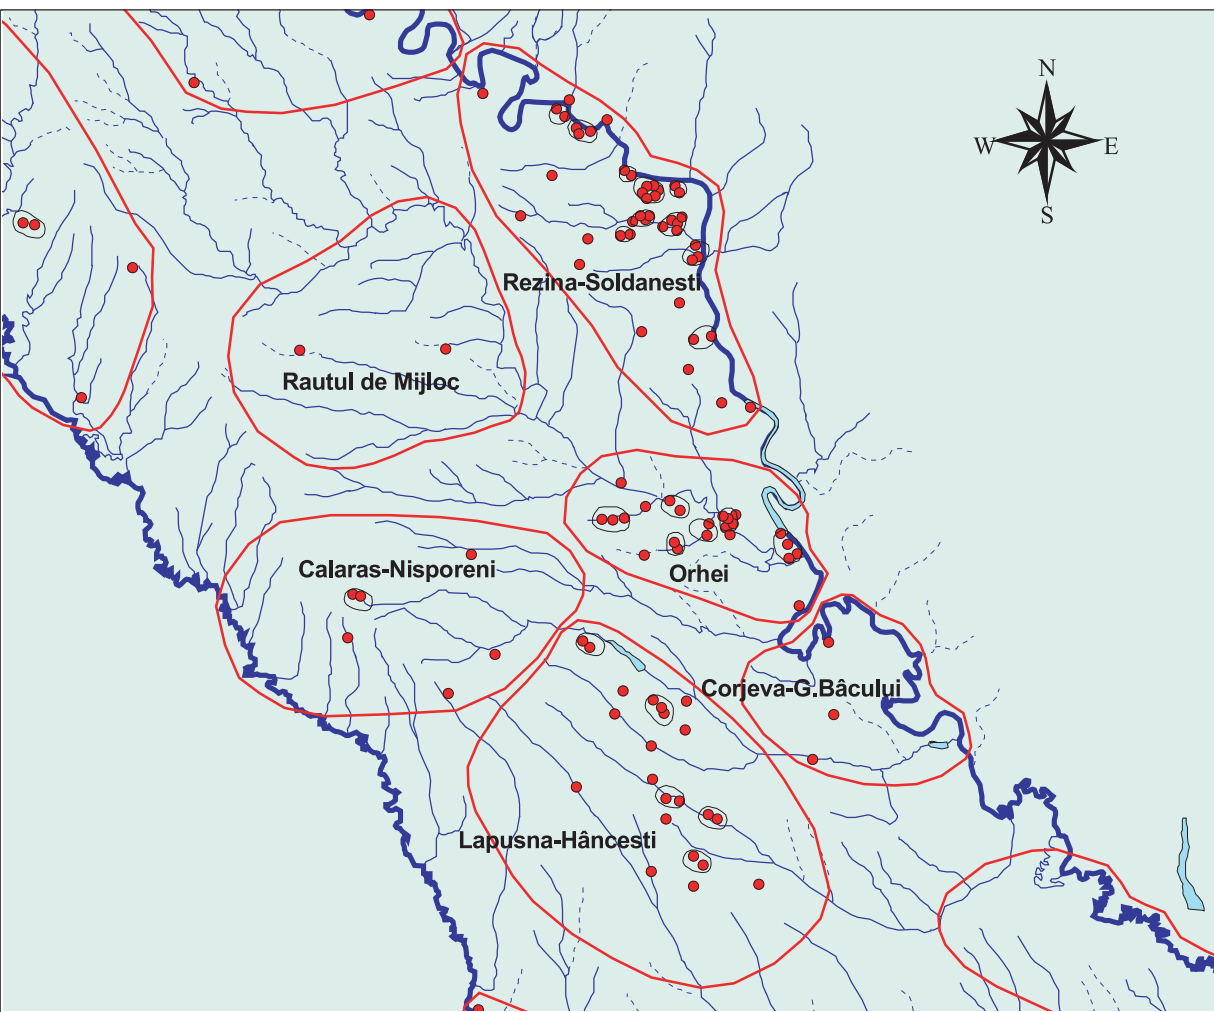 N
W
E
S
Rezina-Soldanesti
Rautul de Mijloc
Calaras-Nisporeni
Orhei
Corjeva-G.Bâcului
Lapusna-Hâncesti